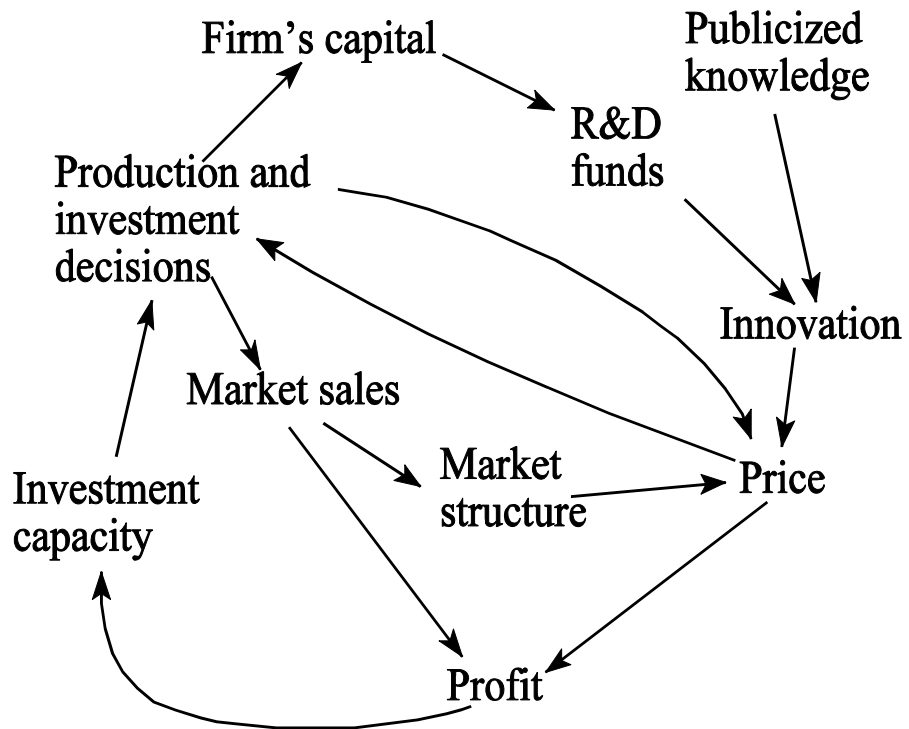 Firm’s capital
Publicized
knowledge
R&D
funds
Production and
investment
decisions
Innovation
Market sales
Market
structure
Price
Investment
capacity
Profit